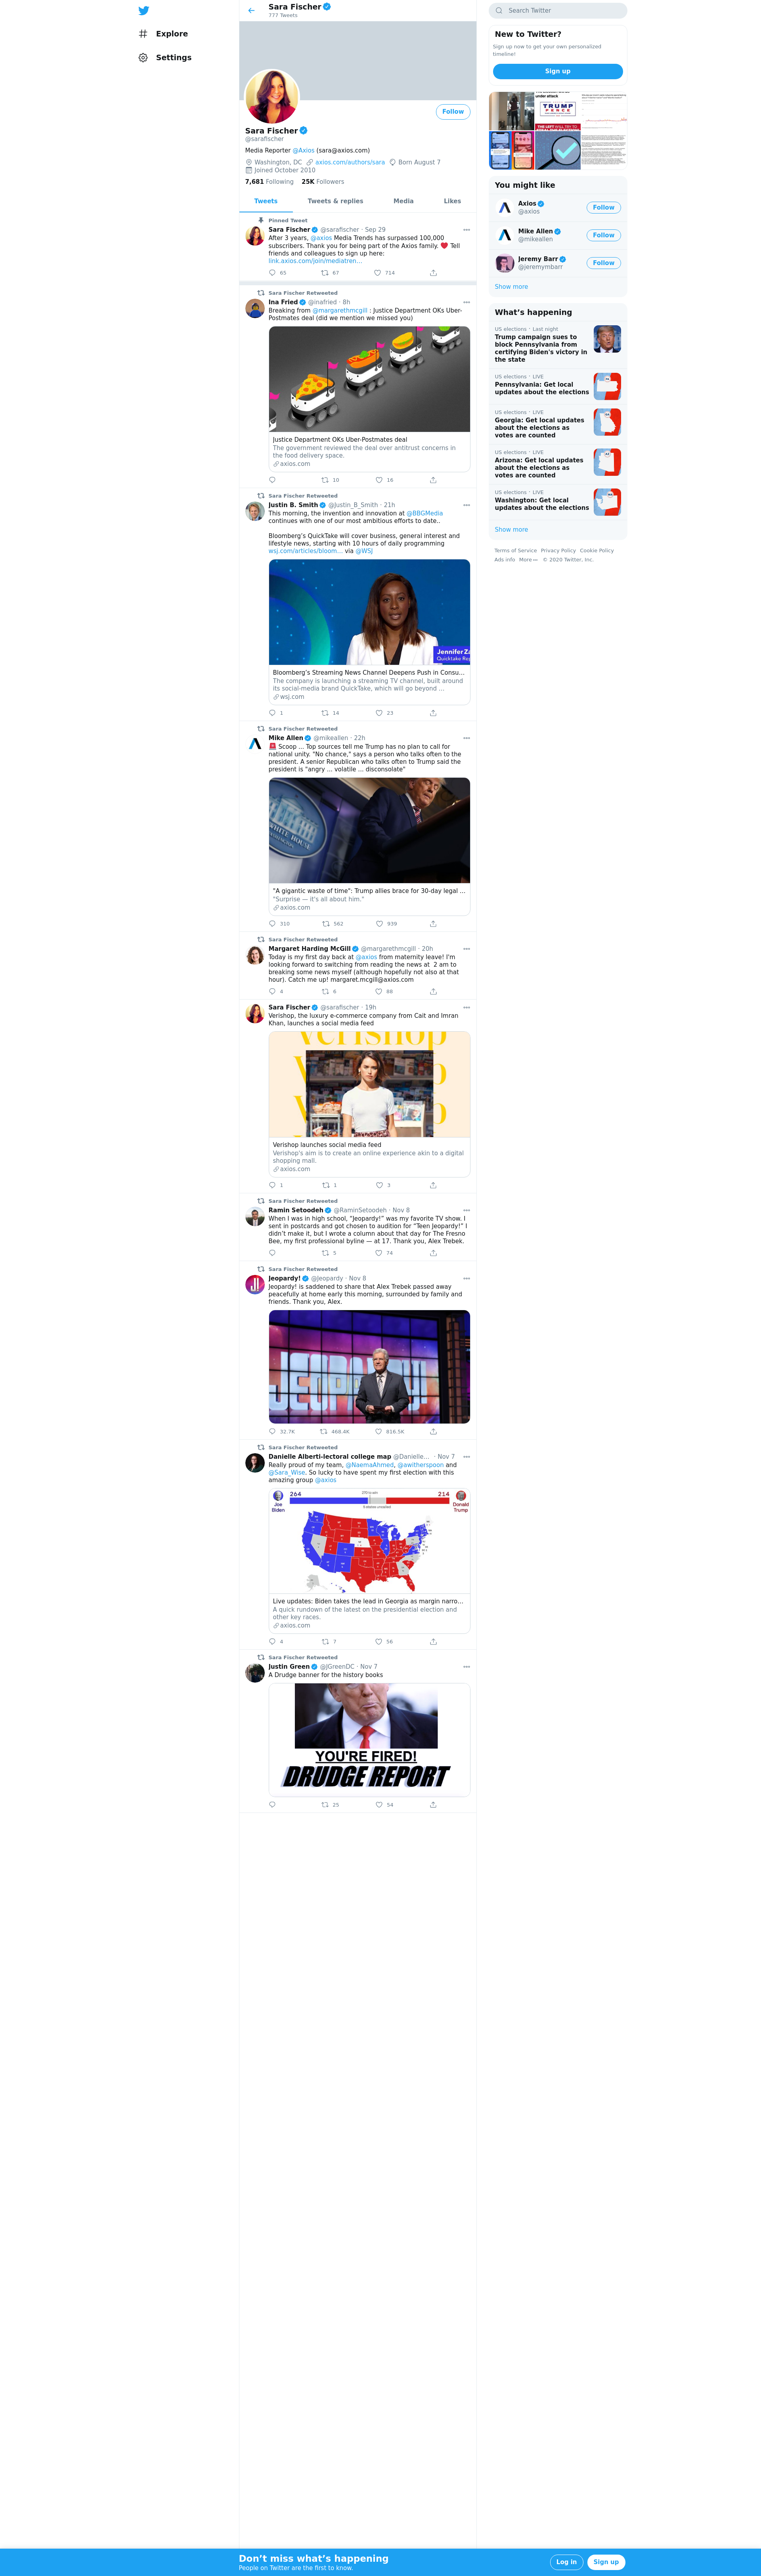 Explore
Settings
Sara Fischer
777 Tweets
Follow
Sara Fischer
@sarafischer
Media Reporter @Axios (sara@axios.com)
Washington, DC axios.com/authors/sara Born August 7
Joined October 2010
7,681 Following 25K Followers
Tweets Tweets & replies Media Likes
Pinned Tweet
Sara Fischer @sarafischer · Sep 29
After 3 years, @axios Media Trends has surpassed 100,000
subscribers. Thank you for being part of the Axios family. ❤️ Tell
friends and colleagues to sign up here:
link.axios.com/join/mediatren…
65 67 714
Sara Fischer Retweeted
Ina Fried @inafried · 8h
Breaking from @margarethmcgill : Justice Department OKs Uber-
Postmates deal (did we mention we missed you)
Justice Department OKs Uber-Postmates deal
The government reviewed the deal over antitrust concerns in
the food delivery space.
axios.com
10 16
Sara Fischer Retweeted
Justin B. Smith @Justin_B_Smith · 21h
This morning, the invention and innovation at @BBGMedia
continues with one of our most ambitious efforts to date..
Bloomberg’s QuickTake will cover business, general interest and
lifestyle news, starting with 10 hours of daily programming
wsj.com/articles/bloom… via @WSJ
Jennifer Za
Quicktake Rep
Bloomberg’s Streaming News Channel Deepens Push in Consu…
The company is launching a streaming TV channel, built around
its social-media brand QuickTake, which will go beyond …
wsj.com
1 14 23
Sara Fischer Retweeted
Mike Allen @mikeallen · 22h
🚨 Scoop ... Top sources tell me Trump has no plan to call for
national unity. "No chance," says a person who talks often to the
president. A senior Republican who talks often to Trump said the
president is "angry ... volatile ... disconsolate"
THE WHITE HOUSE
WASHINGTON
"A gigantic waste of time": Trump allies brace for 30-day legal …
"Surprise — it's all about him."
axios.com
310 562 939
Sara Fischer Retweeted
Margaret Harding McGill @margarethmcgill · 20h
Today is my first day back at @axios from maternity leave! I'm
looking forward to switching from reading the news at 2 am to
breaking some news myself (although hopefully not also at that
hour). Catch me up! margaret.mcgill@axios.com
4 6 88
Sara Fischer @sarafischer · 19h
Verishop, the luxury e-commerce company from Cait and Imran
Khan, launches a social media feed
Verishop
Verishop launches social media feed
Verishop's aim is to create an online experience akin to a digital
shopping mall.
axios.com
1 1 3
Sara Fischer Retweeted
Ramin Setoodeh @RaminSetoodeh · Nov 8
When I was in high school, “Jeopardy!” was my favorite TV show. I
sent in postcards and got chosen to audition for “Teen Jeopardy!” I
didn’t make it, but I wrote a column about that day for The Fresno
Bee, my first professional byline — at 17. Thank you, Alex Trebek.
5 74
Sara Fischer Retweeted
Jeopardy! @Jeopardy · Nov 8
Jeopardy! is saddened to share that Alex Trebek passed away
peacefully at home early this morning, surrounded by family and
friends. Thank you, Alex.
JEOPARDY
32.7K 468.4K 816.5K
Sara Fischer Retweeted
Danielle Alberti-lectoral college map @Danielle.… · Nov 7
Really proud of my team, @NaemaAhmed, @awitherspoon and
@Sara_Wise. So lucky to have spent my first election with this
amazing group @axios
264 214
Joe
Biden
Donald
Trump
Live updates: Biden takes the lead in Georgia as margin narro…
A quick rundown of the latest on the presidential election and
other key races.
axios.com
4 7 56
Sara Fischer Retweeted
Justin Green @JGreenDC · Nov 7
A Drudge banner for the history books
YOU'RE FIRED!
DRUDGE REPORT
25 54
Search Twitter
New to Twitter?
Sign up now to get your own personalized
timeline!
Sign up
under attack
TRUMP
PENCE
THE LEFT WILL TRY TO
You might like
Axios
@axios
Follow
Mike Allen
@mikeallen
Follow
Jeremy Barr
@jeremymbarr
Follow
Show more
What’s happening
US elections · Last night
Trump campaign sues to
block Pennsylvania from
certifying Biden's victory in
the state
US elections · LIVE
Pennsylvania: Get local
updates about the elections
US elections · LIVE
Georgia: Get local updates
about the elections as
votes are counted
US elections · LIVE
Arizona: Get local updates
about the elections as
votes are counted
US elections · LIVE
Washington: Get local
updates about the elections
Show more
Terms of Service Privacy Policy Cookie Policy
Ads info More © 2020 Twitter, Inc.
Don’t miss what’s happening
People on Twitter are the first to know.
Log in Sign up